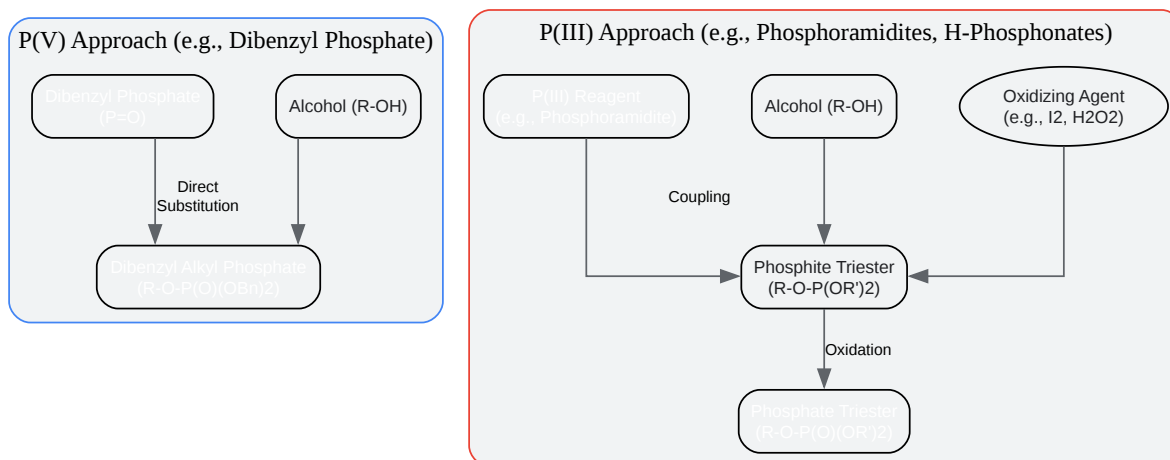 P(V) Approach (e.g., Dibenzyl Phosphate)
Dibenzyl Phosphate
(P=O)
Alcohol (R-OH)
Direct
Substitution
Dibenzyl Alkyl Phosphate
(R-O-P(O)(OBn)2)
P(III) Approach (e.g., Phosphoramidites, H-Phosphonates)
P(III) Reagent
(e.g., Phosphoramidite)
Alcohol (R-OH)
Oxidizing Agent
(e.g., I2, H2O2)
Coupling
Phosphite Triester
(R-O-P(OR')2)
Oxidation
Phosphate Triester
(R-O-P(O)(OR')2)